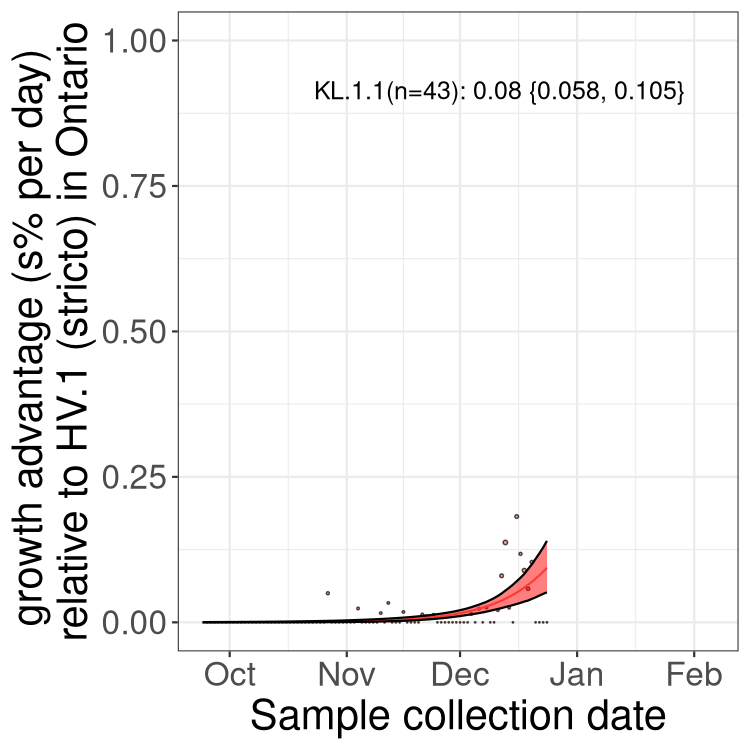 growth advantage (s% per day)
relative to HV.1 (stricto) in Ontario
1.00
0.75
0.50
0.25
0.00
KL.1.1(n=43): 0.08 {0.058, 0.105}
Oct Nov Dec Jan Feb
Sample collection date